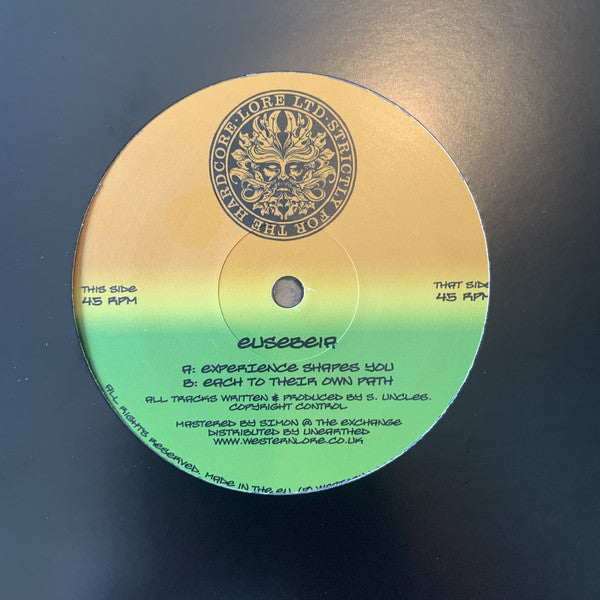 LORE LTD · STRICTLY FOR THE HARDCORE ·
THIS SIDE
45 RPM
THAT SIDE
45 RPM
EUSEBEIA
A: EXPERIENCE SHAPES YOU
B: EACH TO THEIR OWN PATH
ALL TRACKS WRITTEN & PRODUCED BY S. UNCLES.
COPYRIGHT CONTROL
MASTERED BY SIMON @ THE EXCHANGE
DISTRIBUTED BY UNEARTHED
WWW.WESTERNLORE.CO.UK
ALL RIGHTS RESERVED. MADE IN THE EU. (P)